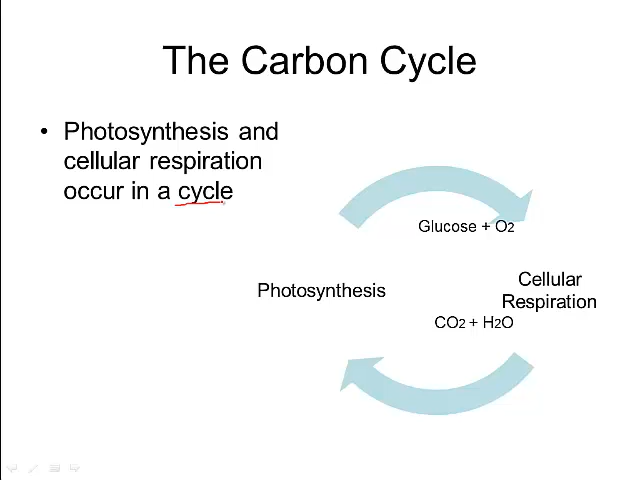 The Carbon Cycle
• Photosynthesis and
cellular respiration
occur in a cycle
Glucose + O2
Photosynthesis
Cellular
Respiration
CO2 + H2O